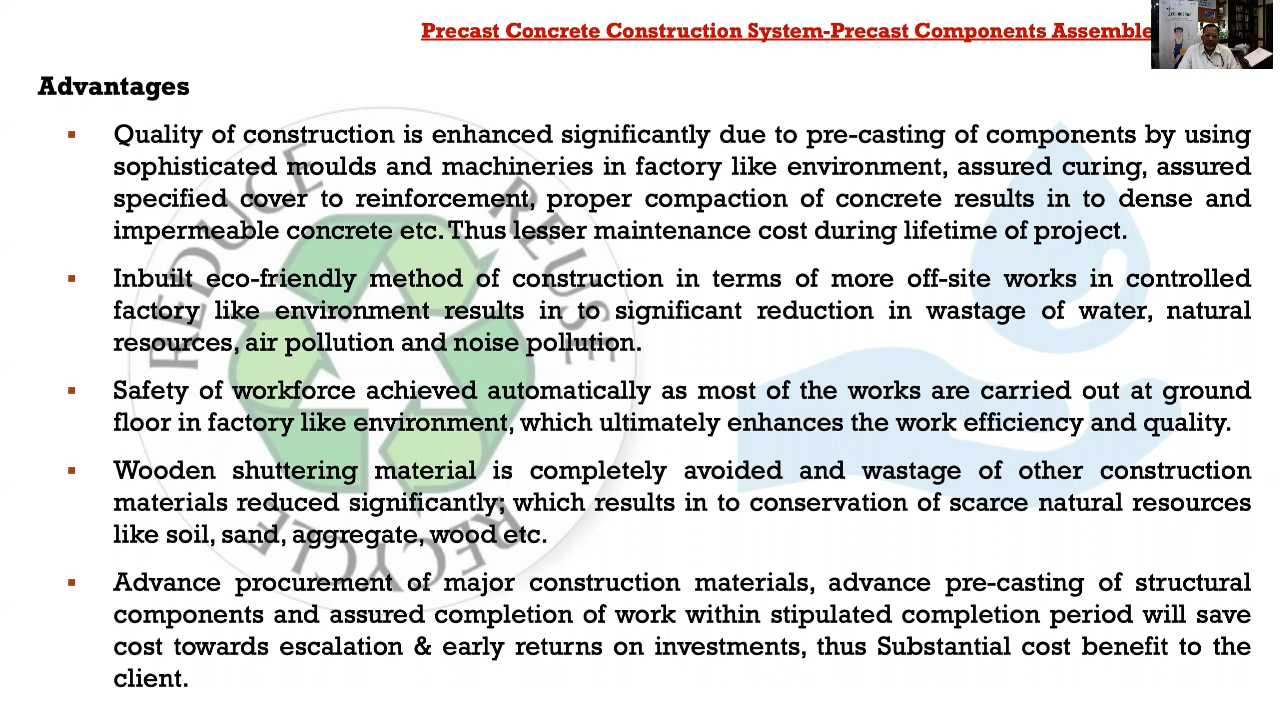 Precast Concrete Construction System-Precast Components Assemble
Advantages
▪ Quality of construction is enhanced significantly due to pre-casting of components by using
sophisticated moulds and machineries in factory like environment, assured curing, assured
specified cover to reinforcement, proper compaction of concrete results in to dense and
impermeable concrete etc. Thus lesser maintenance cost during lifetime of project.
▪ Inbuilt eco-friendly method of construction in terms of more off-site works in controlled
factory like environment results in to significant reduction in wastage of water, natural
resources, air pollution and noise pollution.
▪ Safety of workforce achieved automatically as most of the works are carried out at ground
floor in factory like environment, which ultimately enhances the work efficiency and quality.
▪ Wooden shuttering material is completely avoided and wastage of other construction
materials reduced significantly; which results in to conservation of scarce natural resources
like soil, sand, aggregate, wood etc.
▪ Advance procurement of major construction materials, advance pre-casting of structural
components and assured completion of work within stipulated completion period will save
cost towards escalation & early returns on investments, thus Substantial cost benefit to the
client.
REDUCE
REUSE
RECYCLE